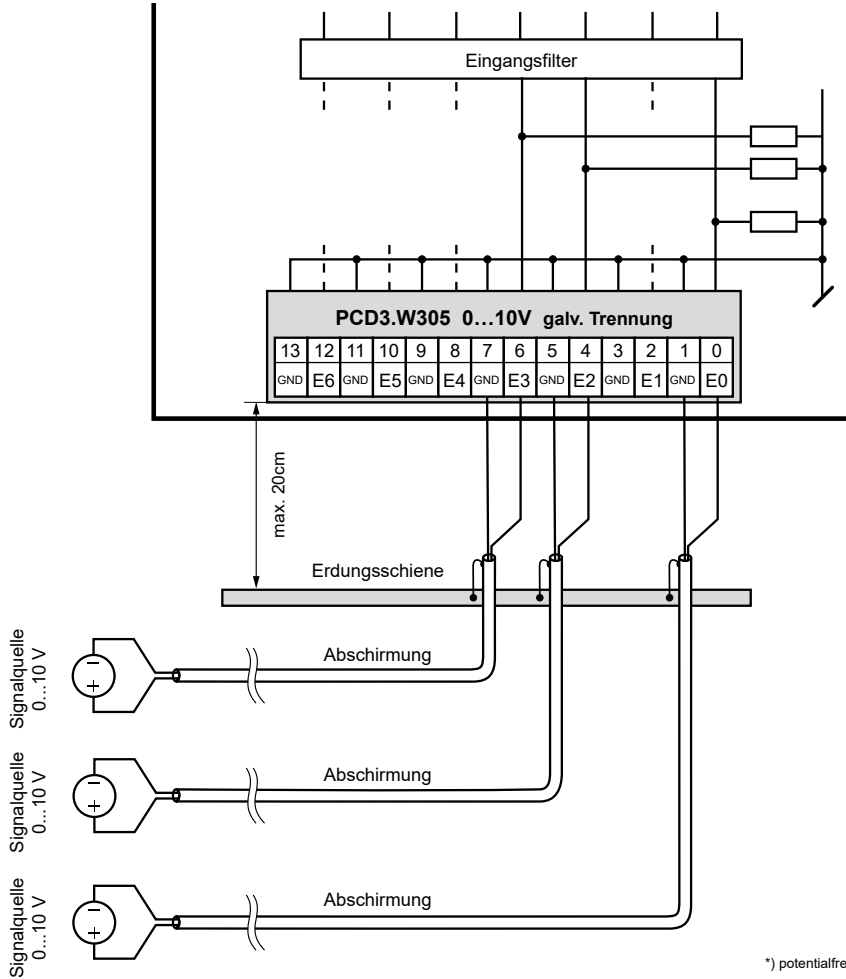 Eingangsfilter
PCD3.W305 0…10V galv. Trennung
13 12 11 10 9 8 7 6 5 4 3 2 1 0
GND E6 GND E5 GND E4 GND E3 GND E2 GND E1 GND E0
max. 20cm
Erdungsschiene
Signalquelle
0...10 V
Abschirmung
Signalquelle
0...10 V
Abschirmung
Signalquelle
0...10 V
Abschirmung
*) potentialfre